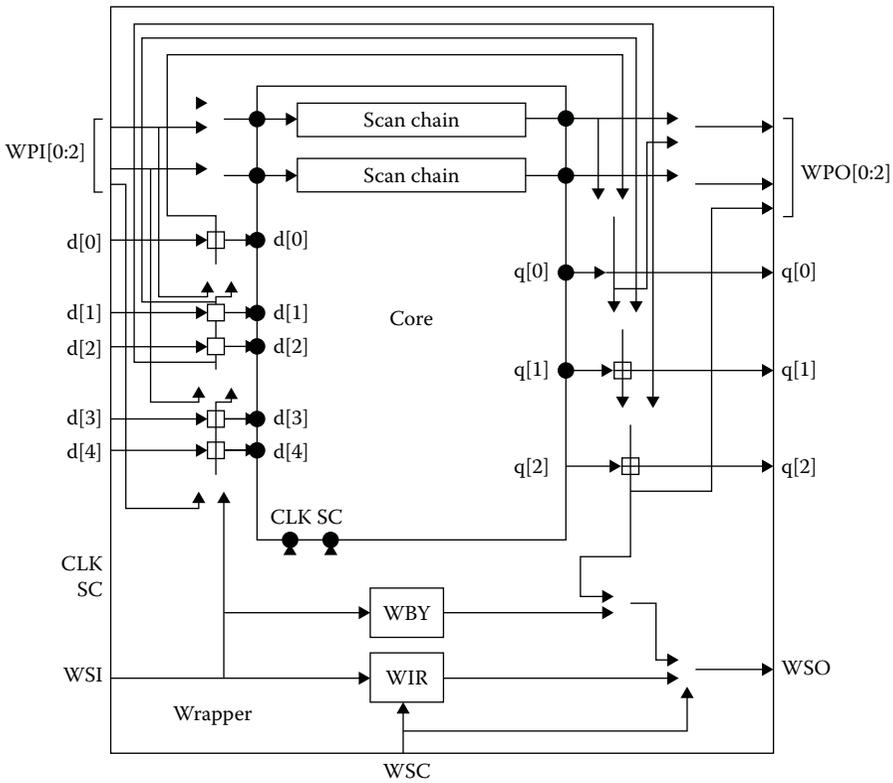 Scan chain
WPI[0:2]
Scan chain
WPO[0:2]
d[0]
d[0]
q[0]
q[0]
d[1]
d[1]
Core
d[2]
d[2]
q[1]
q[1]
d[3]
d[3]
d[4]
d[4]
q[2]
q[2]
CLK SC
CLK
SC
WBY
WSI
WIR
WSO
Wrapper
WSC